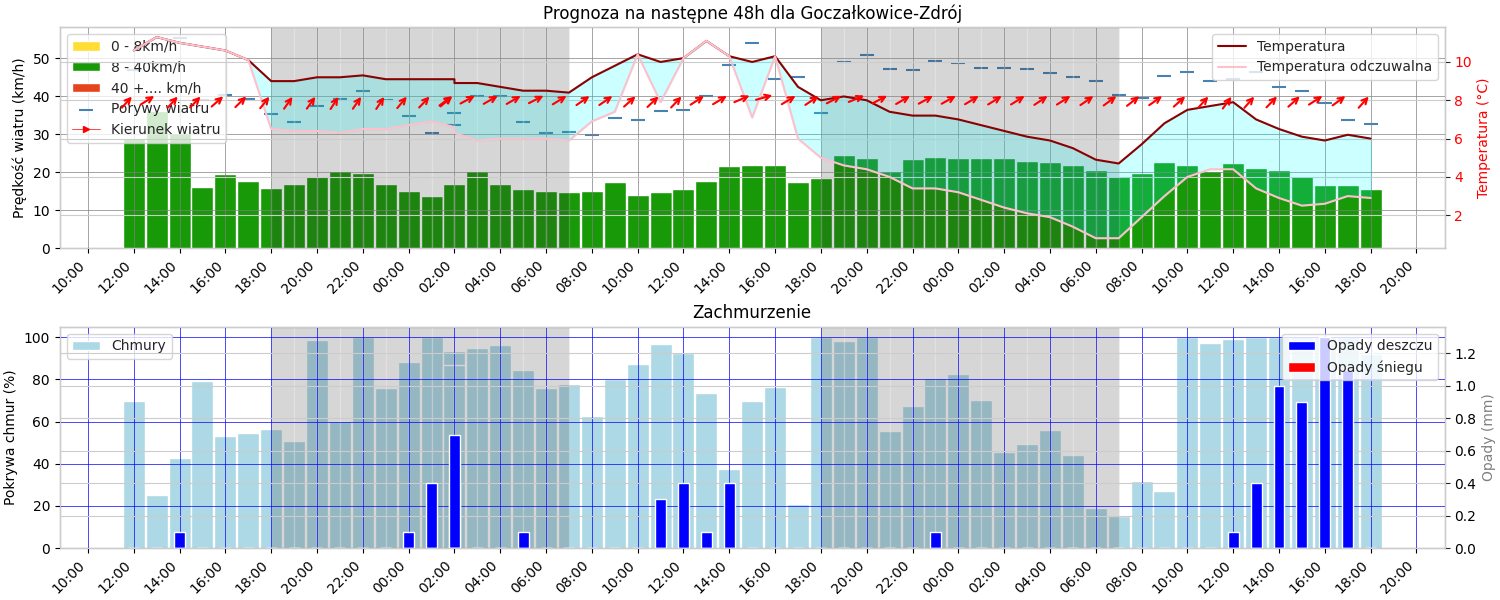 Prognoza na następne 48h dla Goczałkowice-Zdrój
Prędkość wiatru (km/h)
50
40
30
20
10
0
0 - 8km/h
8 - 40km/h
40 +.... km/h
Porywy wiatru
Kierunek wiatru
Temperatura
Temperatura odczuwalna
10
8
6
4
2
Temperatura (°C)
10:00 12:00 14:00 16:00 18:00 20:00 22:00 00:00 02:00 04:00 06:00 08:00 10:00 12:00 14:00 16:00 18:00 20:00 22:00 00:00 02:00 04:00 06:00 08:00 10:00 12:00 14:00 16:00 18:00 20:00
Zachmurzenie
Pokrywa chmur (%)
100
80
60
40
20
0
Chmury
Opady deszczu
Opady śniegu
1.2
1.0
0.8
0.6
0.4
0.2
0.0
Opady (mm)
10:00 12:00 14:00 16:00 18:00 20:00 22:00 00:00 02:00 04:00 06:00 08:00 10:00 12:00 14:00 16:00 18:00 20:00 22:00 00:00 02:00 04:00 06:00 08:00 10:00 12:00 14:00 16:00 18:00 20:00